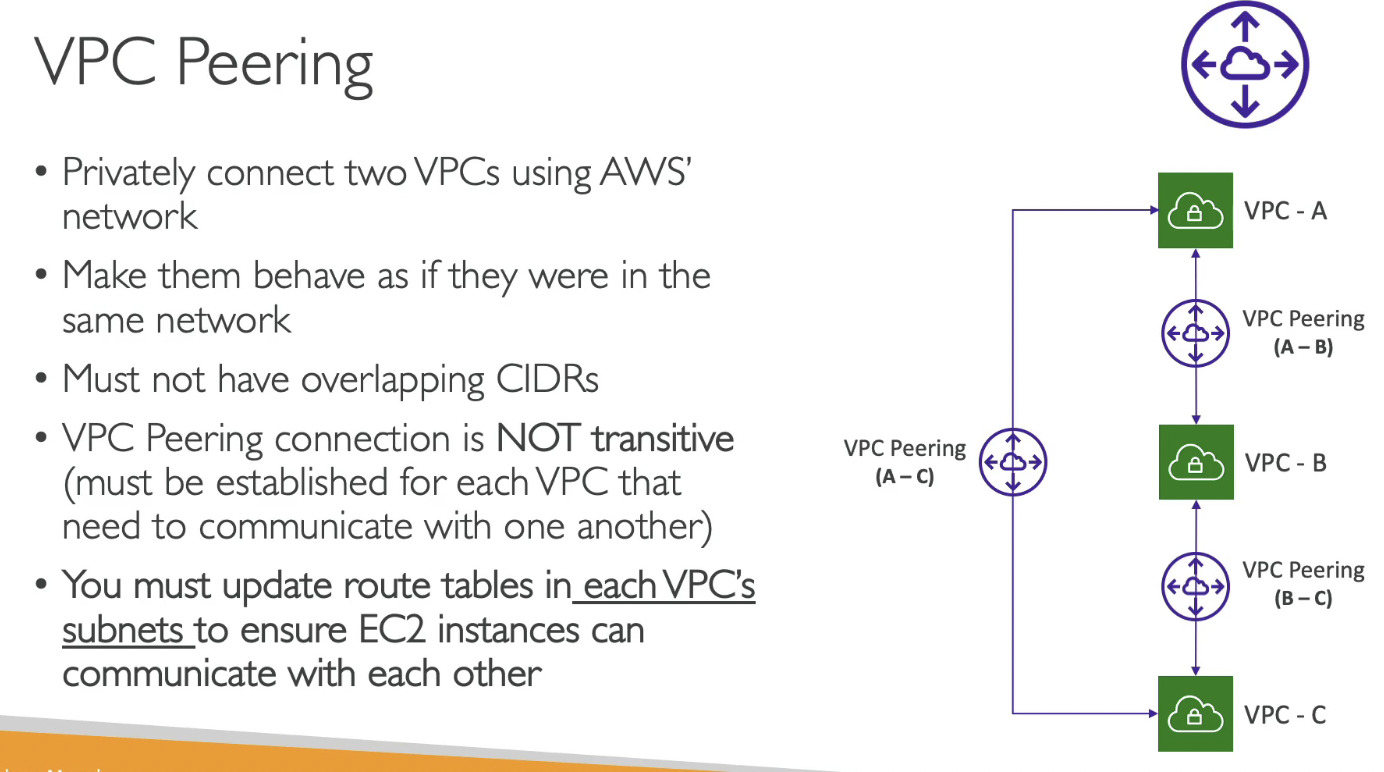 VPC Peering
• Privately connect two VPCs using AWS’
network
• Make them behave as if they were in the
same network
• Must not have overlapping CIDRs
• VPC Peering connection is NOT transitive
(must be established for each VPC that
need to communicate with one another)
• You must update route tables in each VPC’s
subnets to ensure EC2 instances can
communicate with each other
VPC - A
VPC Peering
(A – B)
VPC Peering
(A – C)
VPC - B
VPC Peering
(B – C)
VPC - C